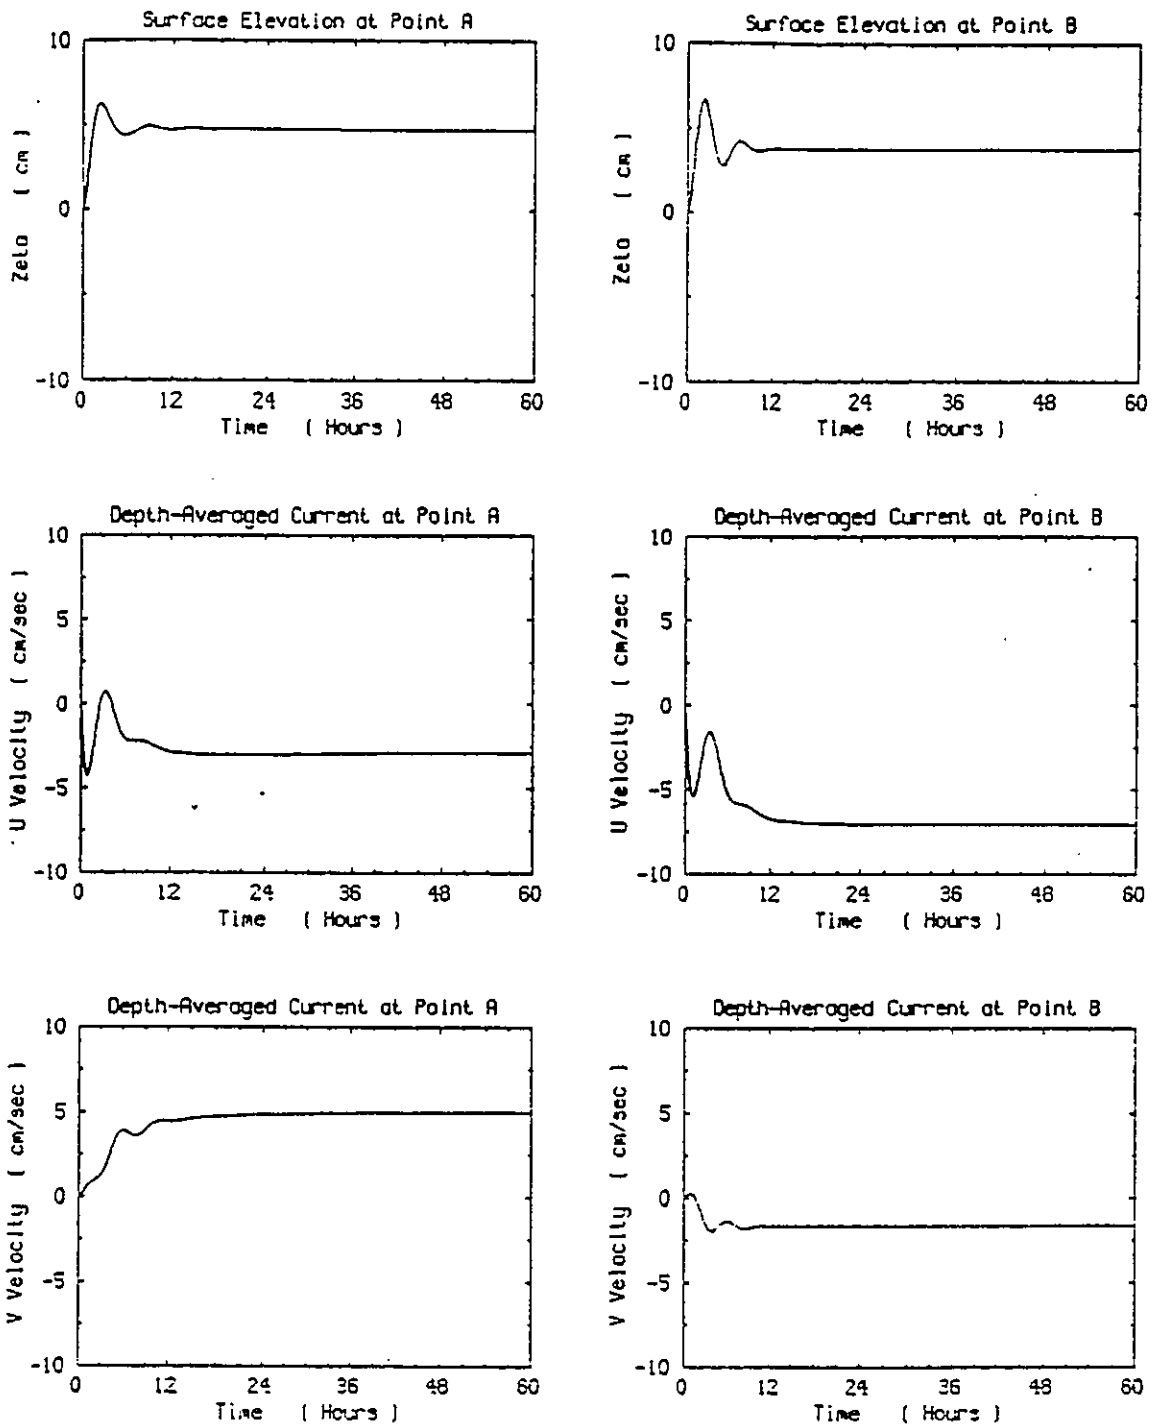 Surface Elevation at Point A
10
0
-10
Zeta ( cm )
0 12 24 36 48 60
Time ( Hours )
Surface Elevation at Point B
10
0
-10
Zeta ( cm )
0 12 24 36 48 60
Time ( Hours )
Depth-Averaged Current at Point A
10
5
0
-5
-10
U Velocity ( cm/sec )
0 12 24 36 48 60
Time ( Hours )
Depth-Averaged Current at Point B
10
5
0
-5
-10
U Velocity ( cm/sec )
0 12 24 36 48 60
Time ( Hours )
Depth-Averaged Current at Point A
10
5
0
-5
-10
V Velocity ( cm/sec )
0 12 24 36 48 60
Time ( Hours )
Depth-Averaged Current at Point B
10
5
0
-5
-10
V Velocity ( cm/sec )
0 12 24 36 48 60
Time ( Hours )